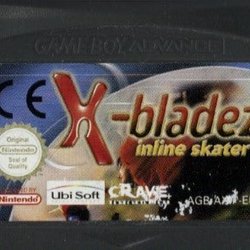 GAME BOY ADVANCE
CE
X-bladez
inline skater
Original
Nintendo
Seal of
Quality
Nintendo
Ubi Soft
CRAVE